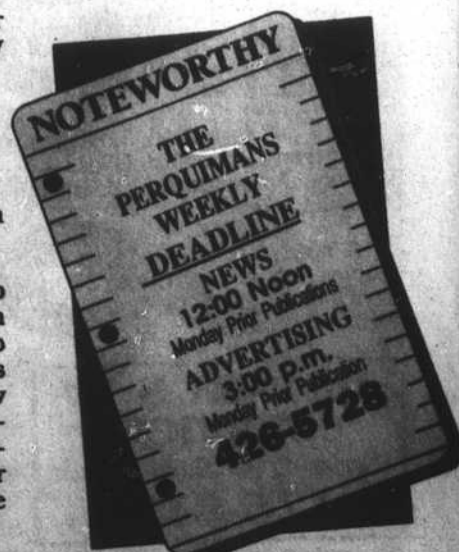 NOTEWORTHY
THE
PERQUIMANS
WEEKLY
DEADLINE
NEWS
12:00 Noon
Monday Prior Publications
ADVERTISING
3:00 p.m.
Monday Prior Publication
426-5728